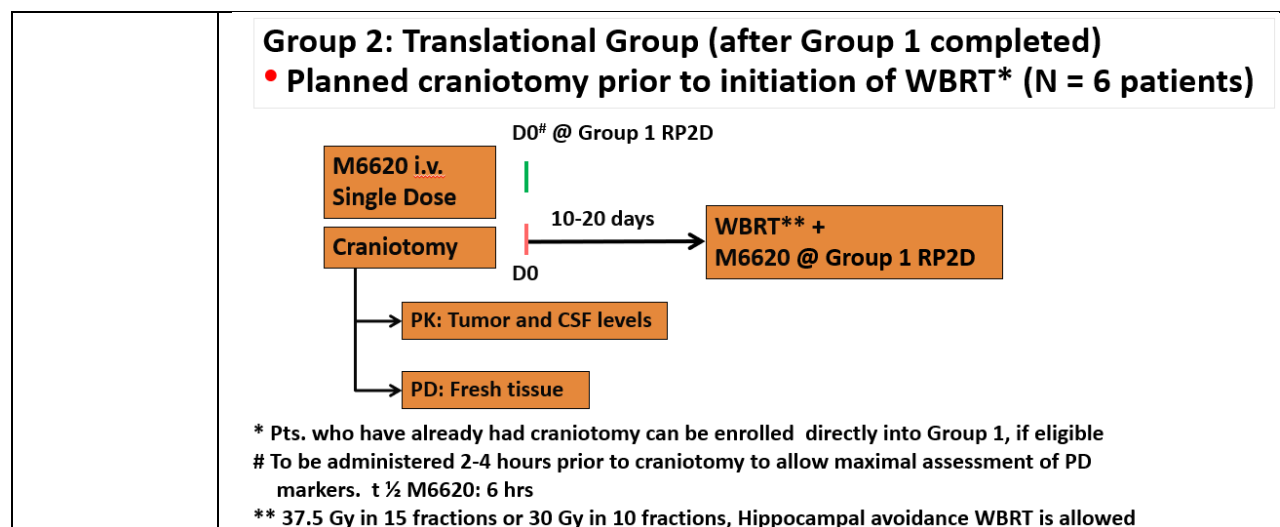 Group 2: Translational Group (after Group 1 completed)
• Planned craniotomy prior to initiation of WBRT* (N = 6 patients)
D0# @ Group 1 RP2D
M6620 i.v.
Single Dose
Craniotomy
10-20 days
D0
WBRT** +
M6620 @ Group 1 RP2D
PK: Tumor and CSF levels
PD: Fresh tissue
* Pts. who have already had craniotomy can be enrolled directly into Group 1, if eligible
# To be administered 2-4 hours prior to craniotomy to allow maximal assessment of PD
markers. t ½ M6620: 6 hrs
** 37.5 Gy in 15 fractions or 30 Gy in 10 fractions, Hippocampal avoidance WBRT is allowed